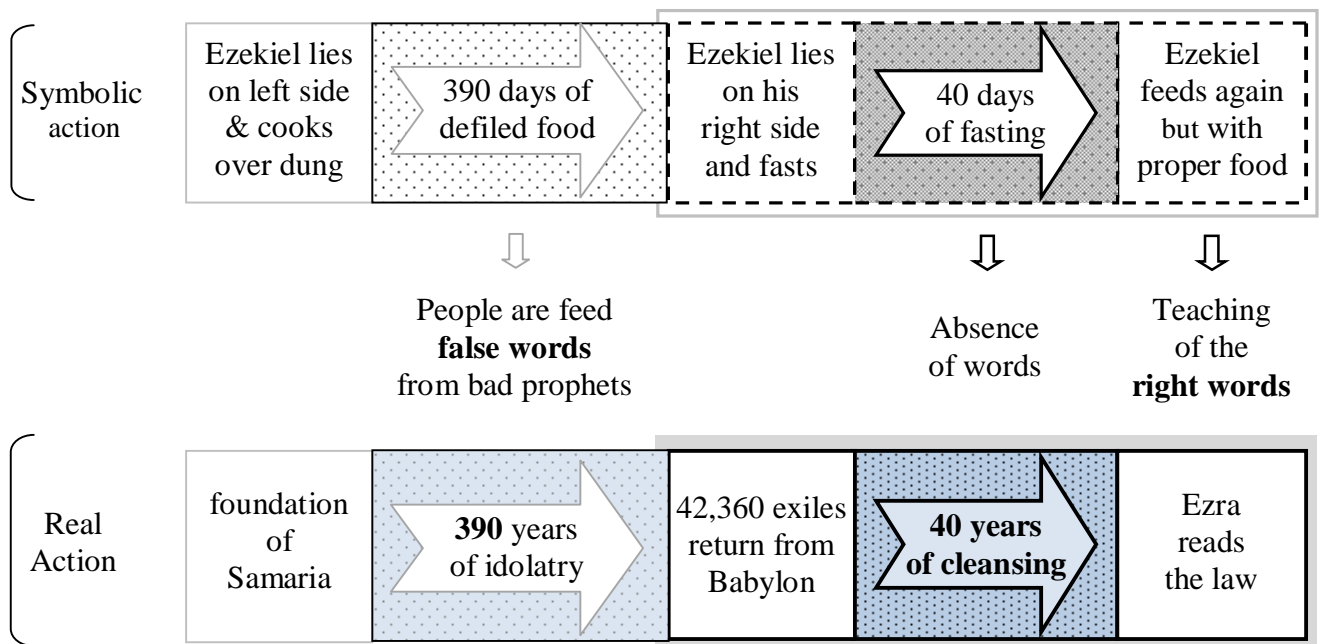 Symbolic
action
Ezekiel lies
on left side
& cooks
over dung
390 days of
defiled food
Ezekiel lies
on his
right side
and fasts
40 days
of fasting
Ezekiel
feeds again
but with
proper food
People are feed
false words
from bad prophets
Absence
of words
Teaching
of the
right words
Real
Action
foundation
of
Samaria
390 years
of idolatry
42,360 exiles
return from
Babylon
40 years
of cleansing
Ezra
reads
the law